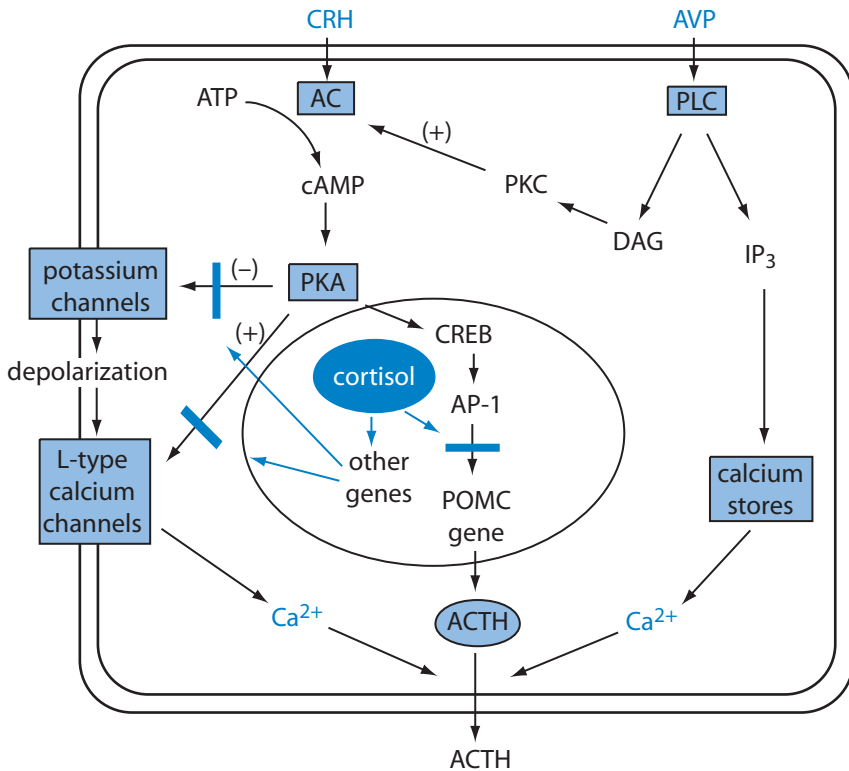 CRH
AVP
ATP
AC
PLC
(+)
cAMP
PKC
DAG
IP₃
potassium
channels
(–)
PKA
(+)
CREB
depolarization
cortisol
AP-1
L-type
calcium
channels
other
genes
POMC
gene
calcium
stores
Ca²⁺
ACTH
Ca²⁺
ACTH